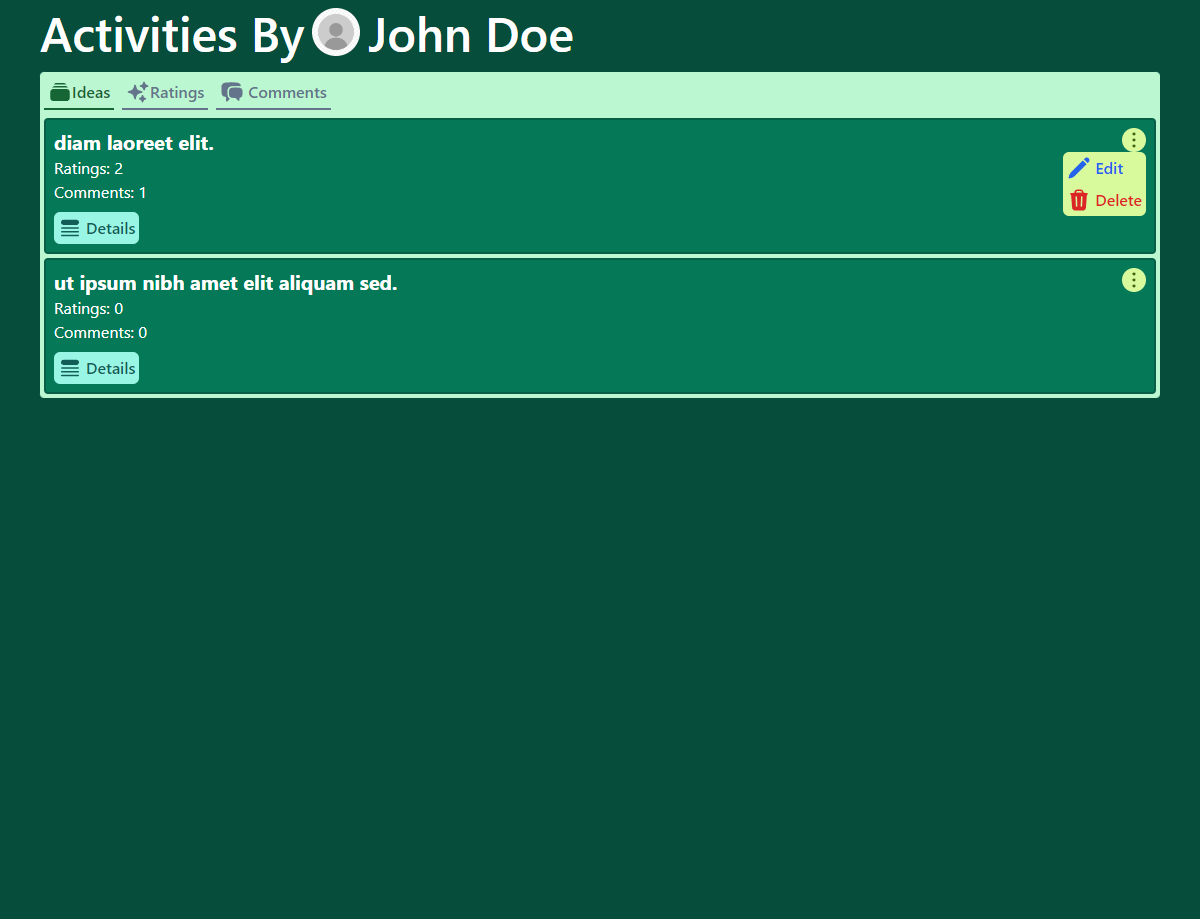 Activities By John Doe
Ideas Ratings Comments
diam laoreet elit.
Ratings: 2
Comments: 1
Details
Edit
Delete
ut ipsum nibh amet elit aliquam sed.
Ratings: 0
Comments: 0
Details